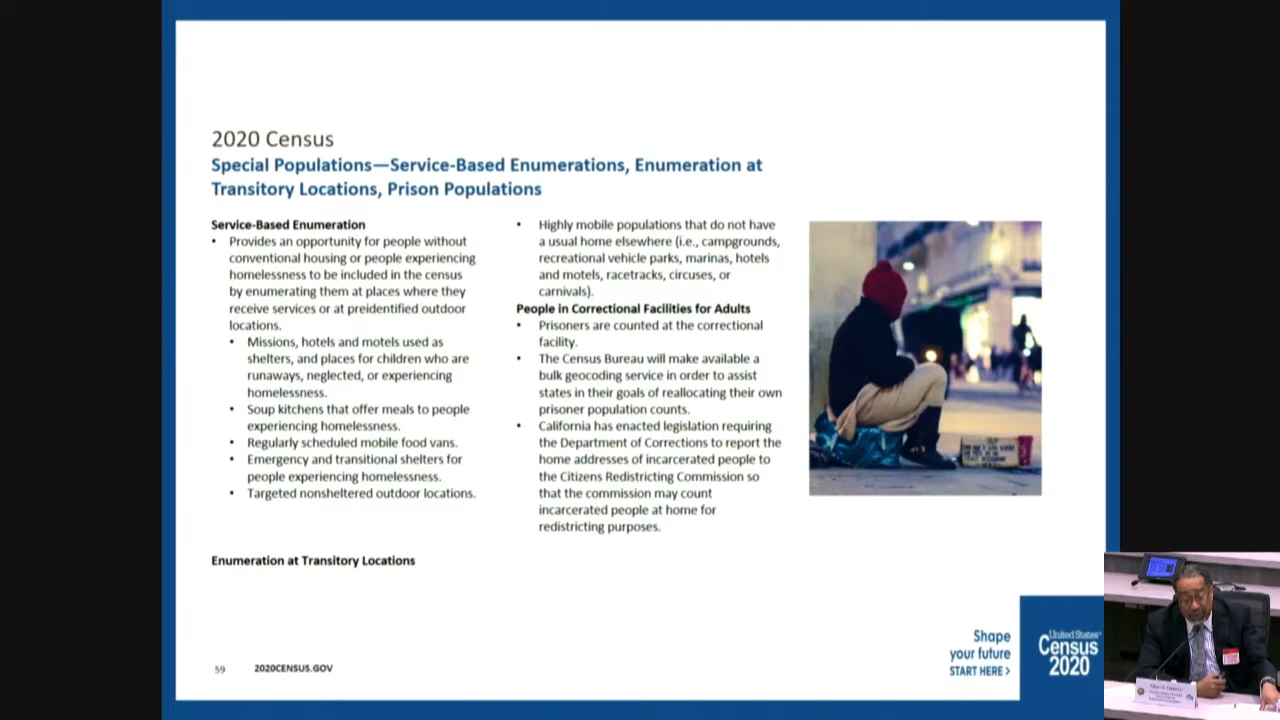 2020 Census
Special Populations—Service-Based Enumerations, Enumeration at
Transitory Locations, Prison Populations
Service-Based Enumeration
• Provides an opportunity for people without
conventional housing or people experiencing
homelessness to be included in the census
by enumerating them at places where they
receive services or at preidentified outdoor
locations.
• Missions, hotels and motels used as
shelters, and places for children who are
runaways, neglected, or experiencing
homelessness.
• Soup kitchens that offer meals to people
experiencing homelessness.
• Regularly scheduled mobile food vans.
• Emergency and transitional shelters for
people experiencing homelessness.
• Targeted nonsheltered outdoor locations.
Enumeration at Transitory Locations
• Highly mobile populations that do not have
a usual home elsewhere (i.e., campgrounds,
recreational vehicle parks, marinas, hotels
and motels, racetracks, circuses, or
carnivals).
People in Correctional Facilities for Adults
• Prisoners are counted at the correctional
facility.
• The Census Bureau will make available a
bulk geocoding service in order to assist
states in their goals of reallocating their own
prisoner population counts.
• California has enacted legislation requiring
the Department of Corrections to report the
home addresses of incarcerated people to
the Citizens Redistricting Commission so
that the commission may count
incarcerated people at home for
redistricting purposes.
59 2020CENSUS.GOV
Shape
your future
START HERE >
United States®
Census
2020